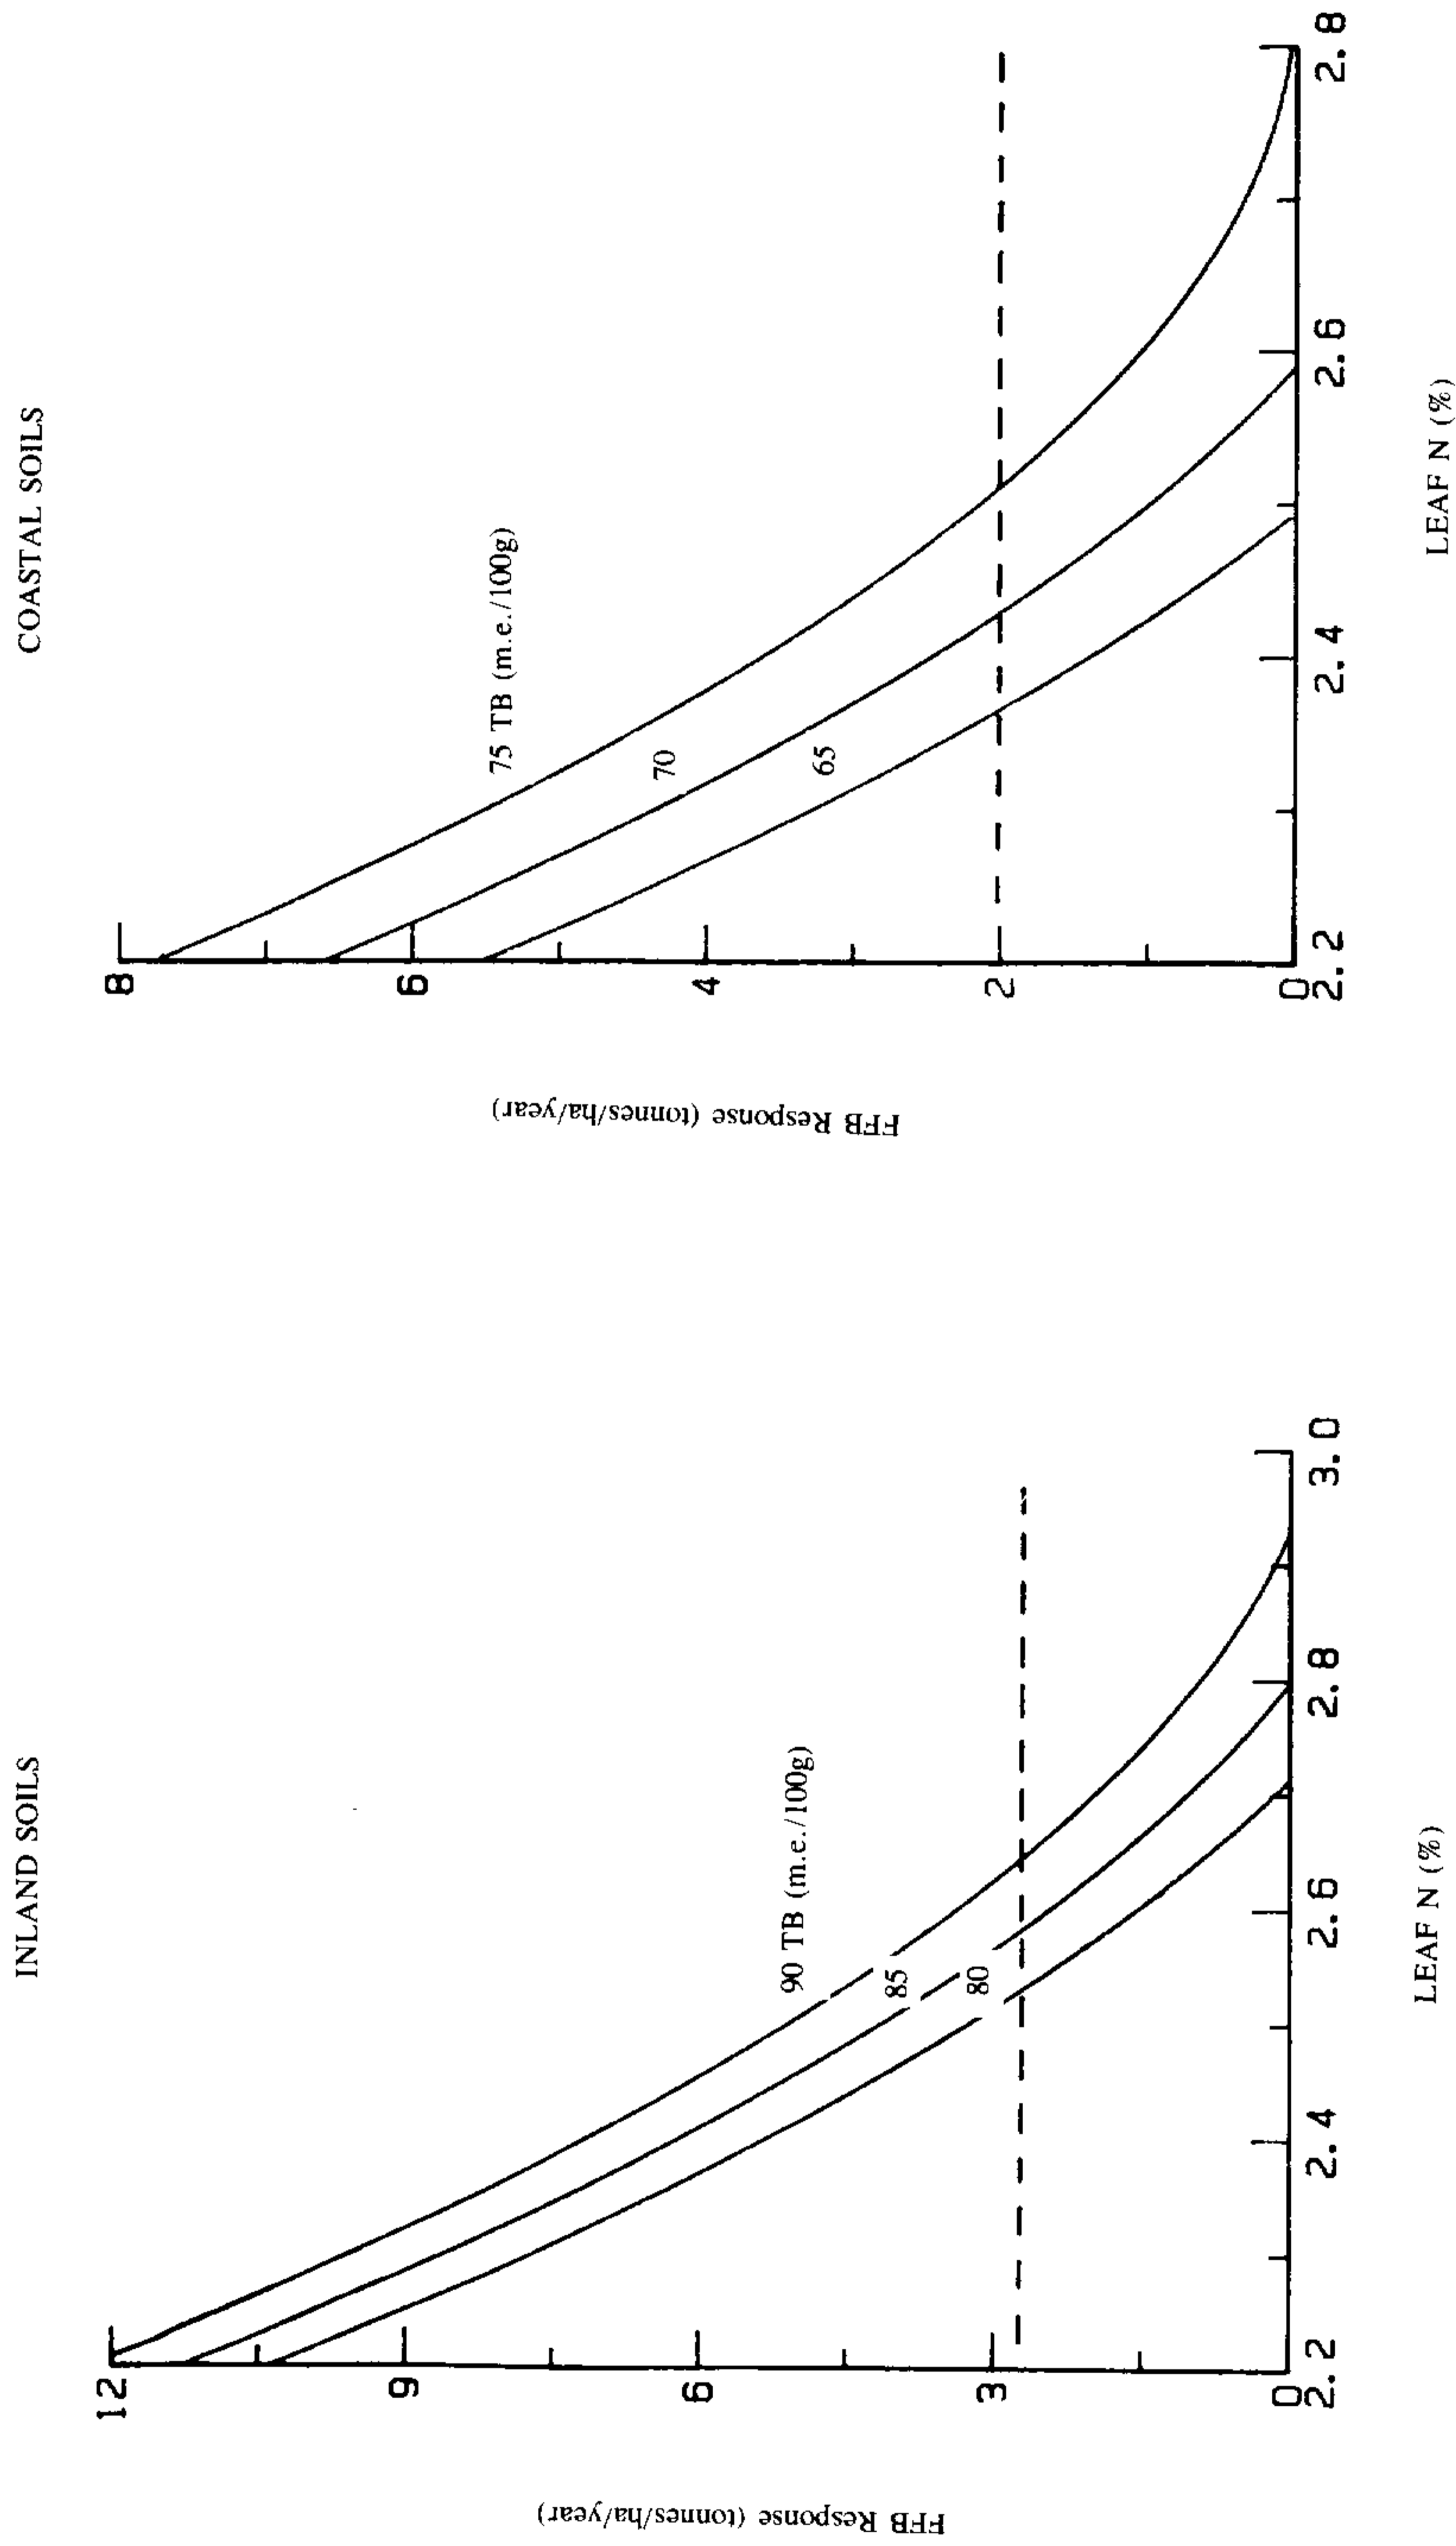 INLAND SOILS
FFB Response (tonnes/ha/year)
12
9
6
3
0
90 TB (m.e./100g)
85
80
2.2
2.4
2.6
2.8
3.0
LEAF N (%)
COASTAL SOILS
FFB Response (tonnes/ha/year)
8
6
4
2
0
75 TB (m.e./100g)
70
65
2.2
2.4
2.6
2.8
LEAF N (%)